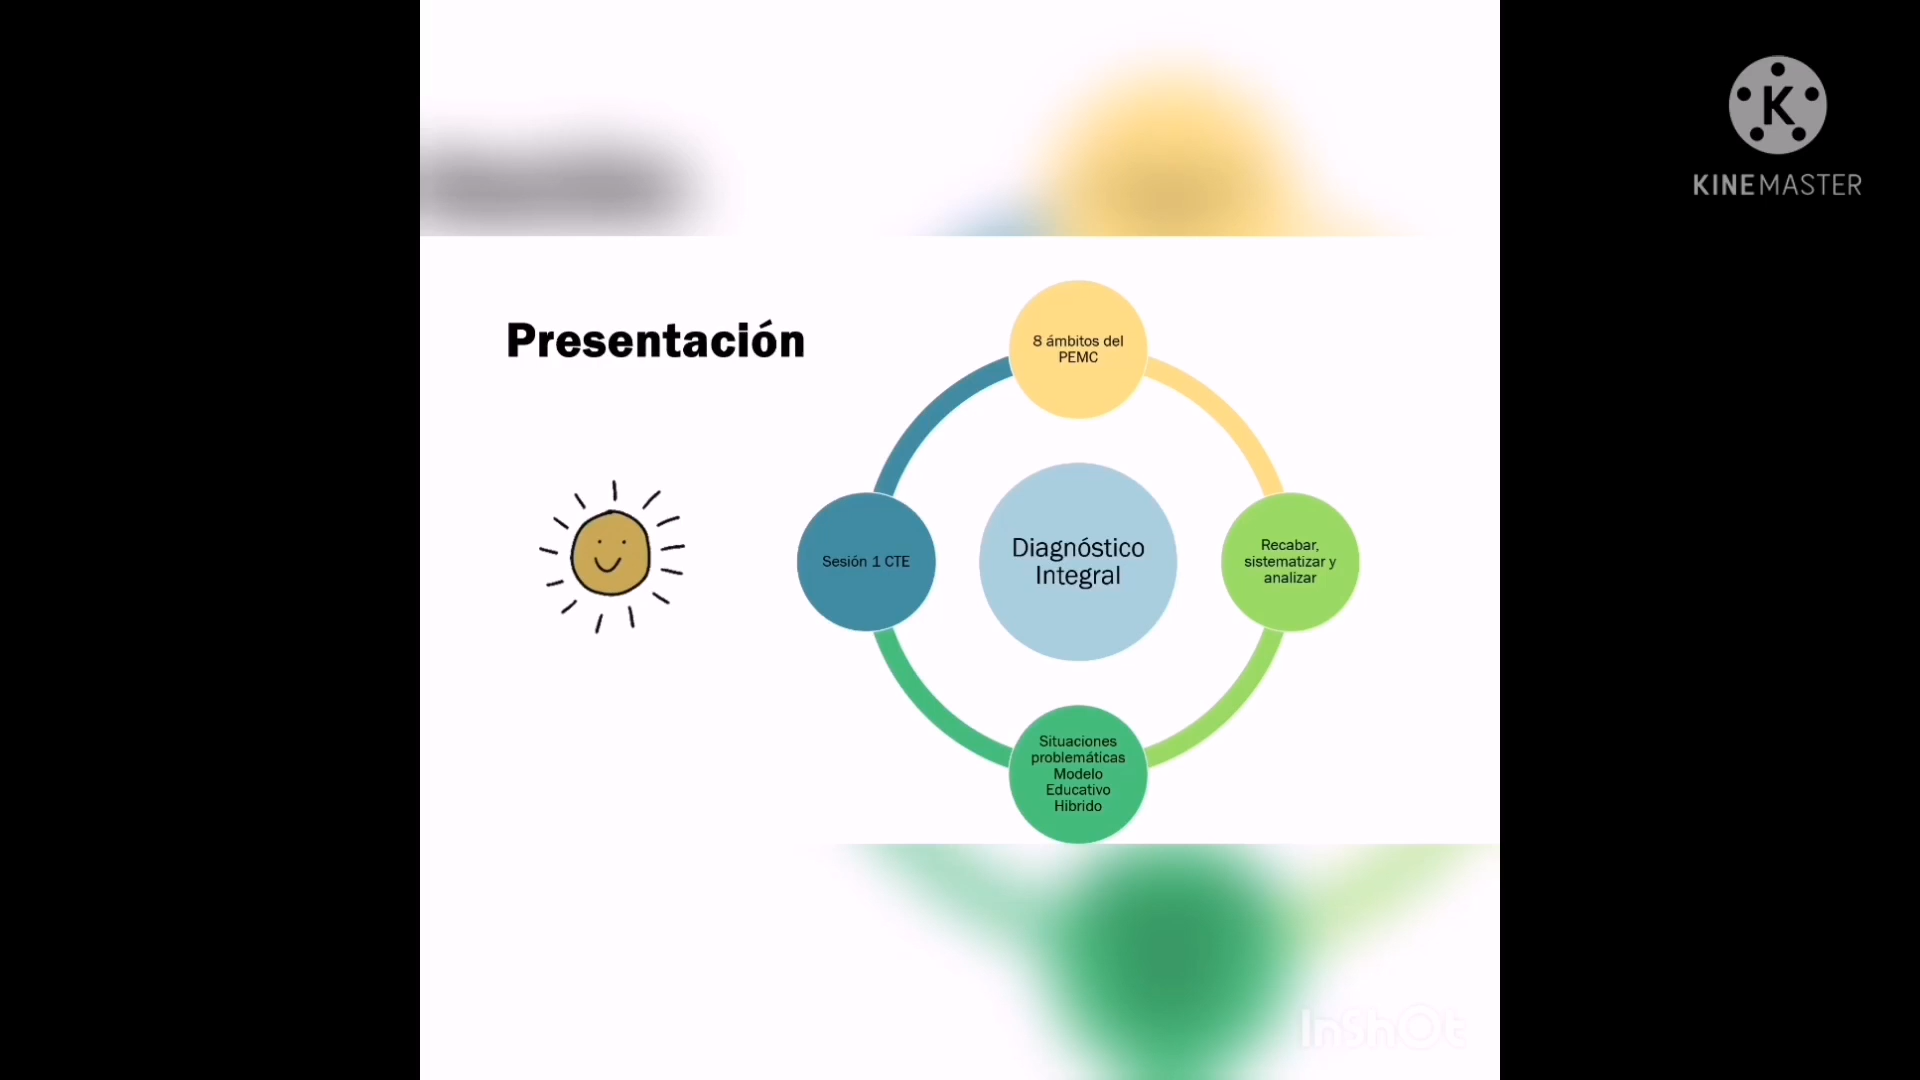 K
KINEMASTER
Presentación
8 ámbitos del
PEMC
Sesión 1 CTE
Diagnóstico
Integral
Recabar,
sistematizar y
analizar
Situaciones
problemáticas
Modelo
Educativo
Hibrido
InShOt